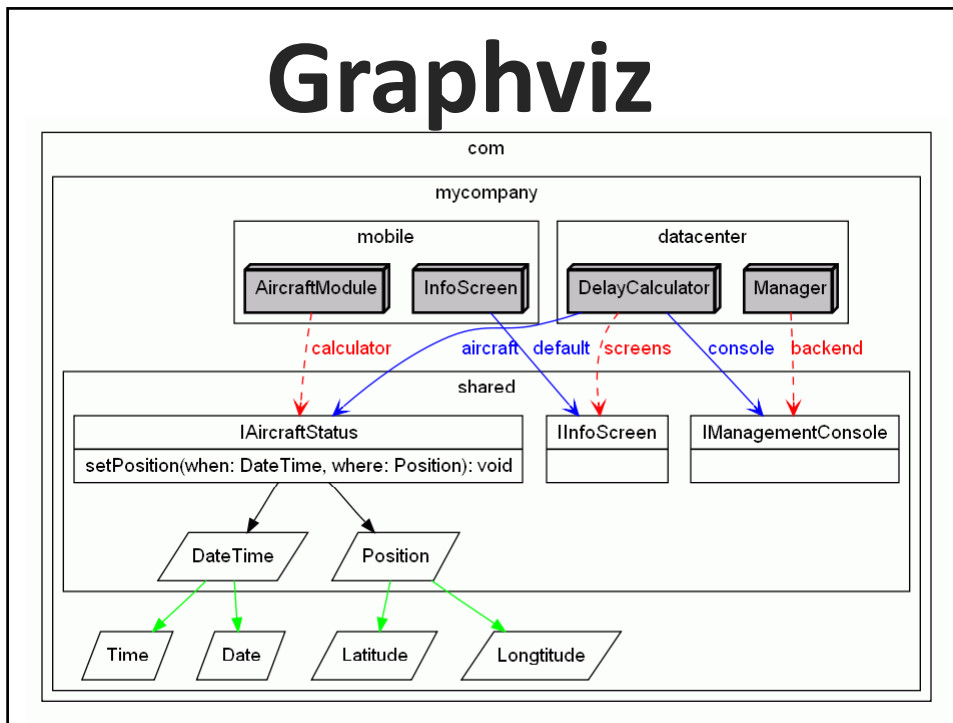 Graphviz
com
mycompany
mobile
datacenter
AircraftModule
InfoScreen
DelayCalculator
Manager
calculator
aircraft
default
screens
console
backend
shared
IAircraftStatus
IInfoScreen
IManagementConsole
setPosition(when: DateTime, where: Position): void
DateTime
Position
Time
Date
Latitude
Longtitude